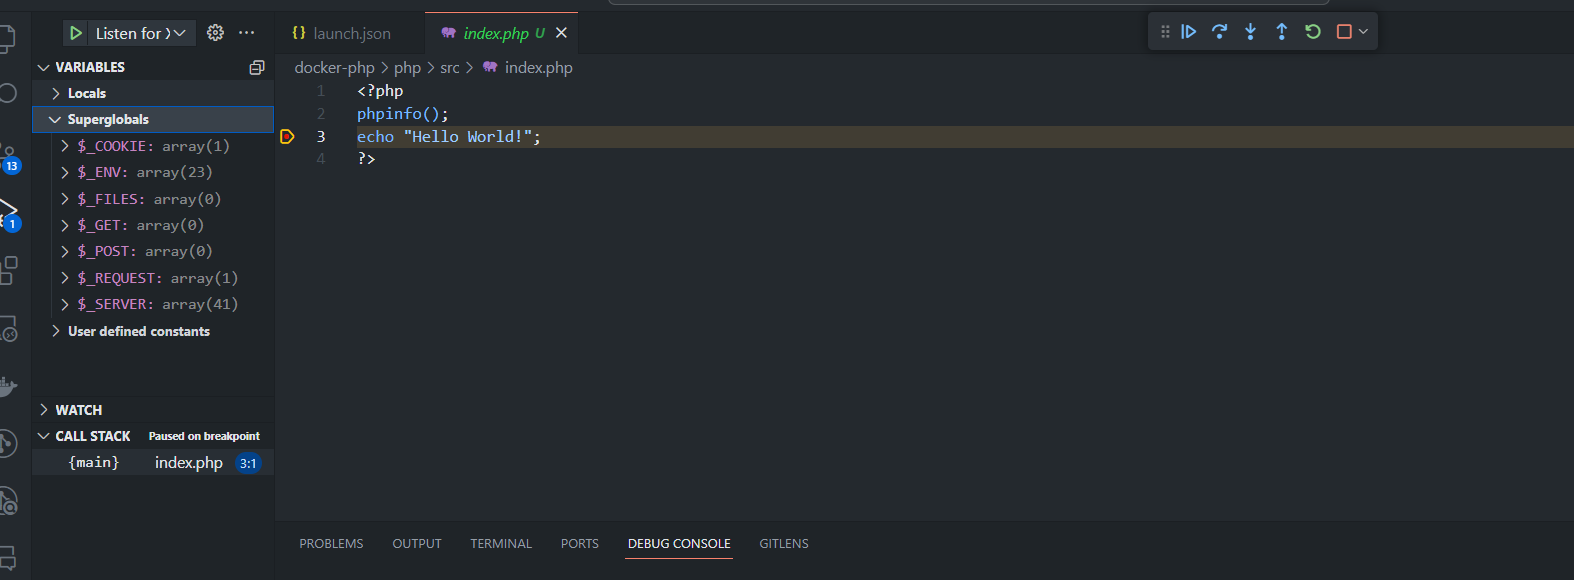 Listen for X
{} launch.json
index.php U
VARIABLES
Locals
Superglobals
$_COOKIE: array(1)
$_ENV: array(23)
$_FILES: array(0)
$_GET: array(0)
$_POST: array(0)
$_REQUEST: array(1)
$_SERVER: array(41)
User defined constants
WATCH
CALL STACK Paused on breakpoint
{main} index.php 3:1
13
1
docker-php > php > src > index.php
1 <?php
2 phpinfo();
3 echo "Hello World!";
4 ?>
PROBLEMS OUTPUT TERMINAL PORTS DEBUG CONSOLE GITLENS